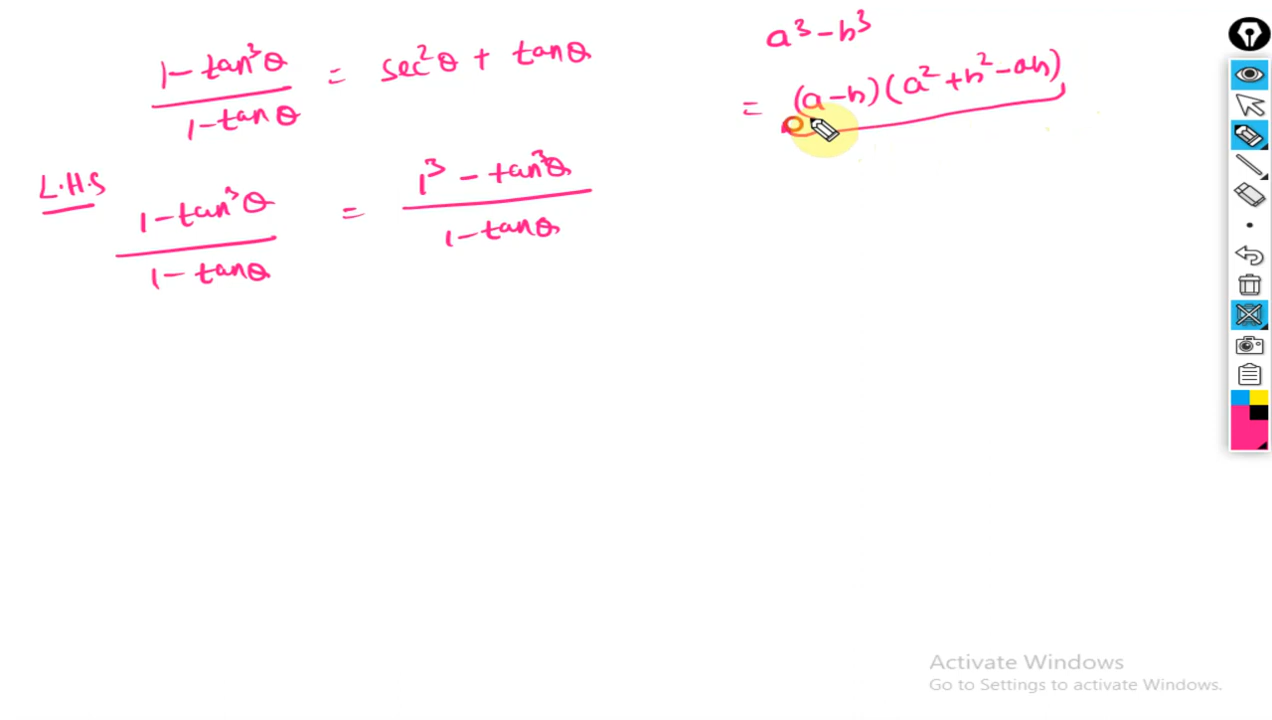 1-tan³θ / 1-tanθ = sec²θ + tanθ
a³-b³
= (a-b)(a²+b²-ab)
L.H.S 1-tan³θ / 1-tanθ = 1³ - tan³θ / 1-tanθ
Activate Windows
Go to Settings to activate Windows.